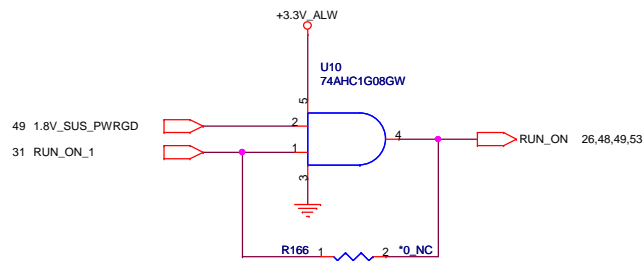 +3.3V_ALW
U10
74AHC1G08GW
5
49 1.8V_SUS_PWRGD 2
4 RUN_ON 26,48,49,53
31 RUN_ON_1 1
3
R166 1 2 *0_NC